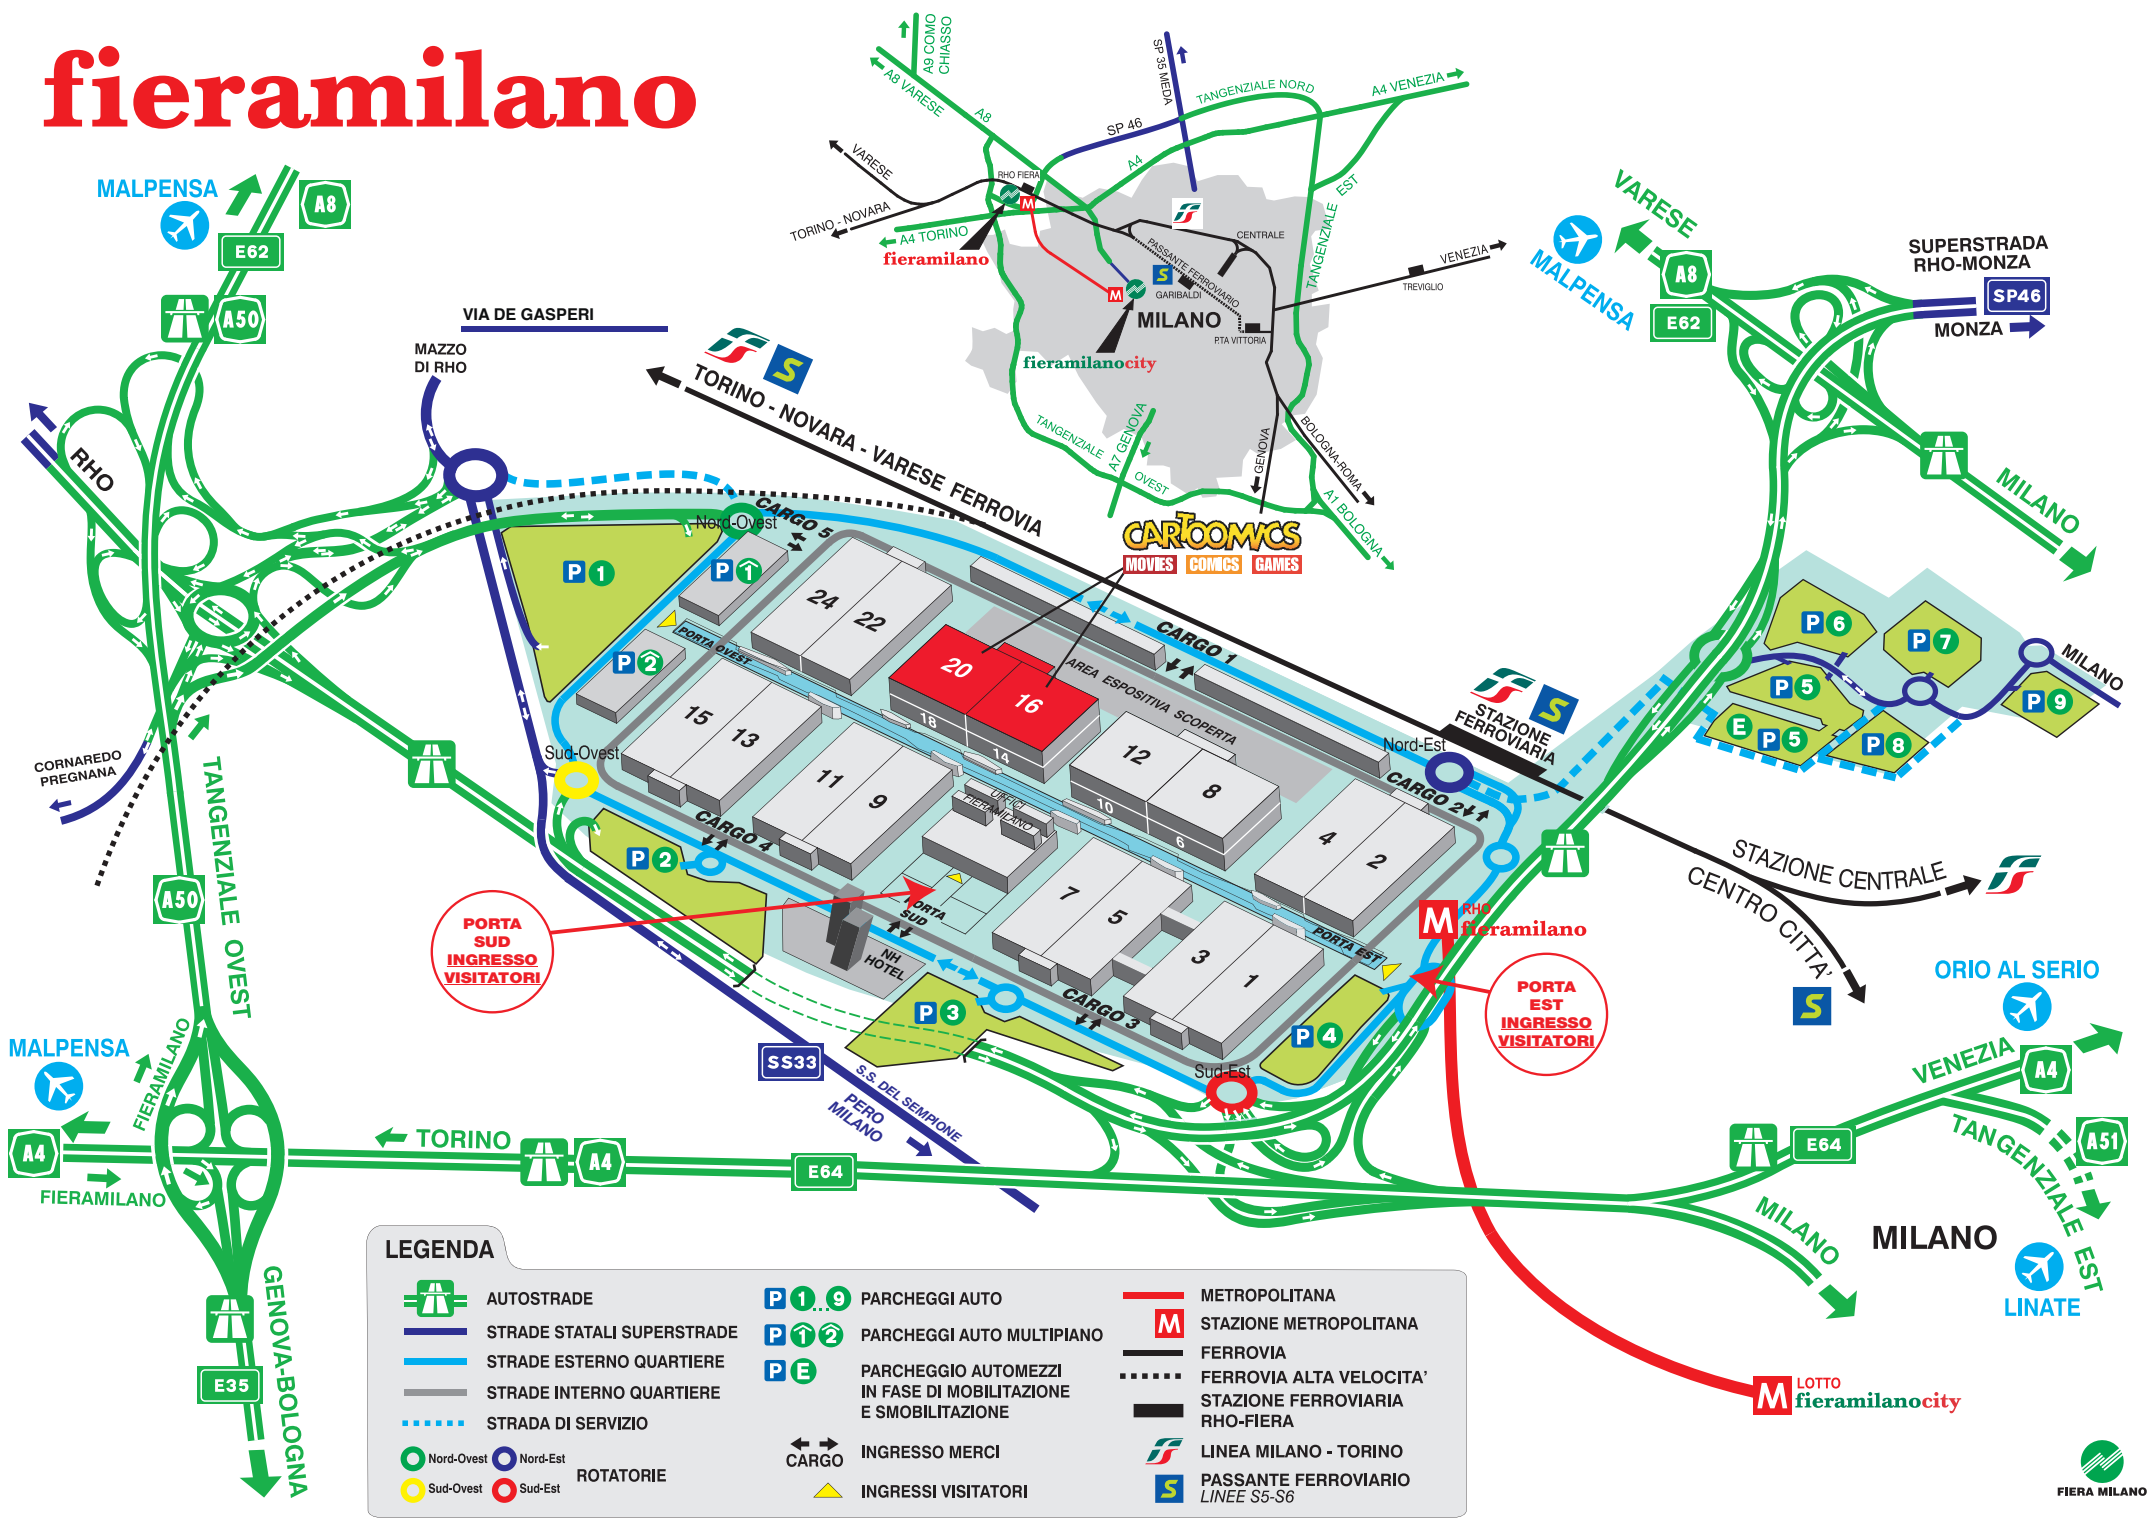 fieramilano
A9 COMO
CHIASSO
A8 VARESE
A8
SP 35 MEDA
TANGENZIALE NORD
A4 VENEZIA
SP 46
A4
VARESE
RHO FIERA
M
TORINO - NOVARA
A4 TORINO
fieramilano
TANGENZIALE EST
CENTRALE
PASSANTE FERROVIARIO
S
GARIBALDI
M
MILANO
P.TA VITTORIA
VENEZIA
TREVIGLIO
fieramilanocity
TANGENZIALE OVEST
A7 GENOVA
GENOVA
BOLOGNA-ROMA
A1 BOLOGNA
MALPENSA
A8
E62
A50
VIA DE GASPERI
MAZZO
DI RHO
RHO
S
TORINO - NOVARA - VARESE FERROVIA
CARTOOMICS
MOVIES COMICS GAMES
VARESE
MALPENSA
A8
E62
SUPERSTRADA
RHO-MONZA
SP46
MONZA
MILANO
Nord-Ovest
CARGO 5
P 1
P 1
P 2
PORTA OVEST
24
22
20
16
18
14
AREA ESPOSITIVA SCOPERTA
CARGO 1
15
13
11
9
12
8
10
6
4
2
7
5
3
1
UFFICI
FIERAMILANO
Nord-Est
CARGO 2
S
STAZIONE
FERROVIARIA
P 6
P 7
P 5
E P 5
P 8
P 9
MILANO
Sud-Ovest
CARGO 4
P 2
CORNAREDO
PREGNANA
TANGENZIALE OVEST
A50
PORTA
SUD
INGRESSO
VISITATORI
PORTA
SUD
NH
HOTEL
P 3
CARGO 3
PORTA EST
P 4
Sud-Est
M RHO
fieramilano
PORTA
EST
INGRESSO
VISITATORI
STAZIONE CENTRALE
CENTRO CITTA'
S
ORIO AL SERIO
VENEZIA
A4
A51
TANGENZIALE EST
E64
MILANO
MILANO
LINATE
MALPENSA
FIERAMILANO
A4
FIERAMILANO
TORINO
A4
E64
SS33
S.S. DEL SEMPIONE
PERO
MILANO
GENOVA-BOLOGNA
E35
M LOTTO
fieramilanocity
FIERA MILANO
LEGENDA
AUTOSTRADE
STRADE STATALI SUPERSTRADE
STRADE ESTERNO QUARTIERE
STRADE INTERNO QUARTIERE
STRADA DI SERVIZIO
Nord-Ovest
Nord-Est
Sud-Ovest
Sud-Est
ROTATORIE
P 1...9 PARCHEGGI AUTO
P 1 2 PARCHEGGI AUTO MULTIPIANO
P E PARCHEGGIO AUTOMEZZI
IN FASE DI MOBILITAZIONE
E SMOBILITAZIONE
CARGO
INGRESSO MERCI
INGRESSI VISITATORI
METROPOLITANA
M STAZIONE METROPOLITANA
FERROVIA
FERROVIA ALTA VELOCITA'
STAZIONE FERROVIARIA
RHO-FIERA
LINEA MILANO - TORINO
S PASSANTE FERROVIARIO
LINEE S5-S6